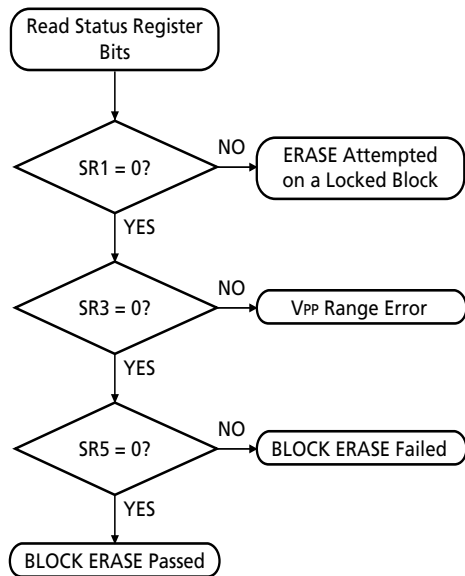 Read Status Register
Bits
SR1 = 0?
NO
ERASE Attempted
on a Locked Block
YES
SR3 = 0?
NO
VPP Range Error
YES
SR5 = 0?
NO
BLOCK ERASE Failed
YES
BLOCK ERASE Passed